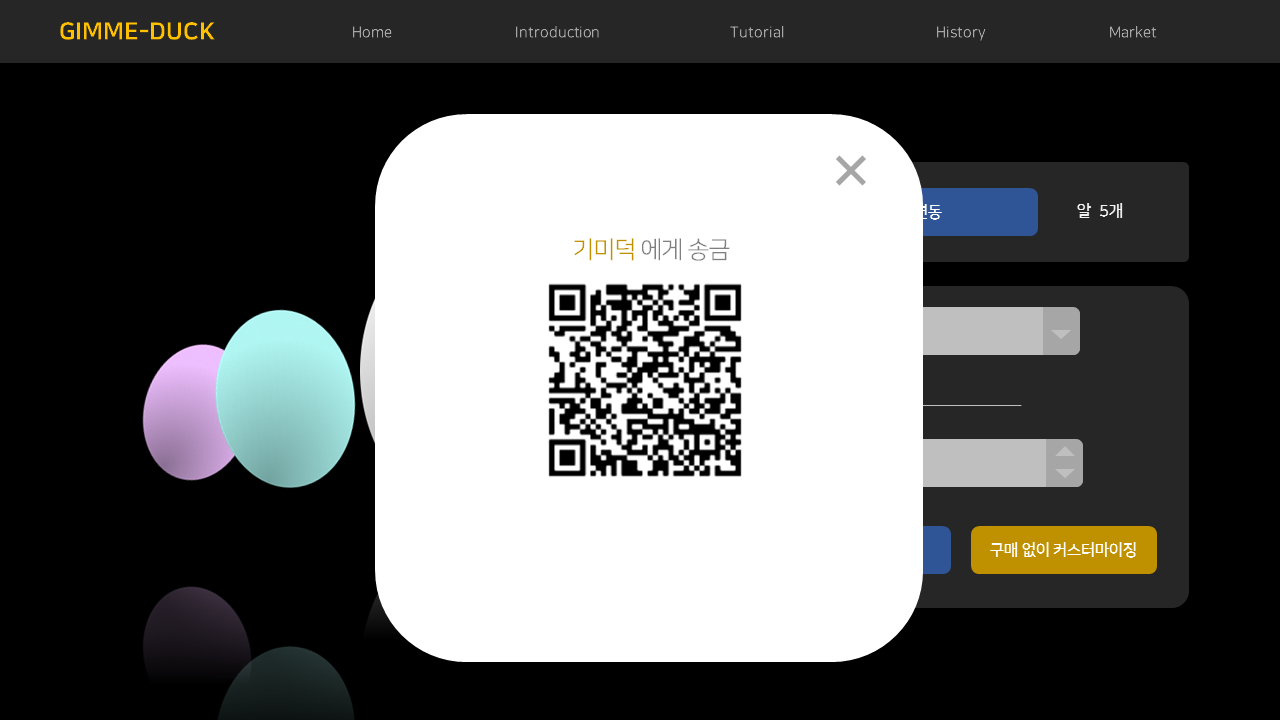 GIMME-DUCK
Home
Introduction
Tutorial
History
Market
기미덕 에게 송금
동
알 5개
구매 없이 커스터마이징